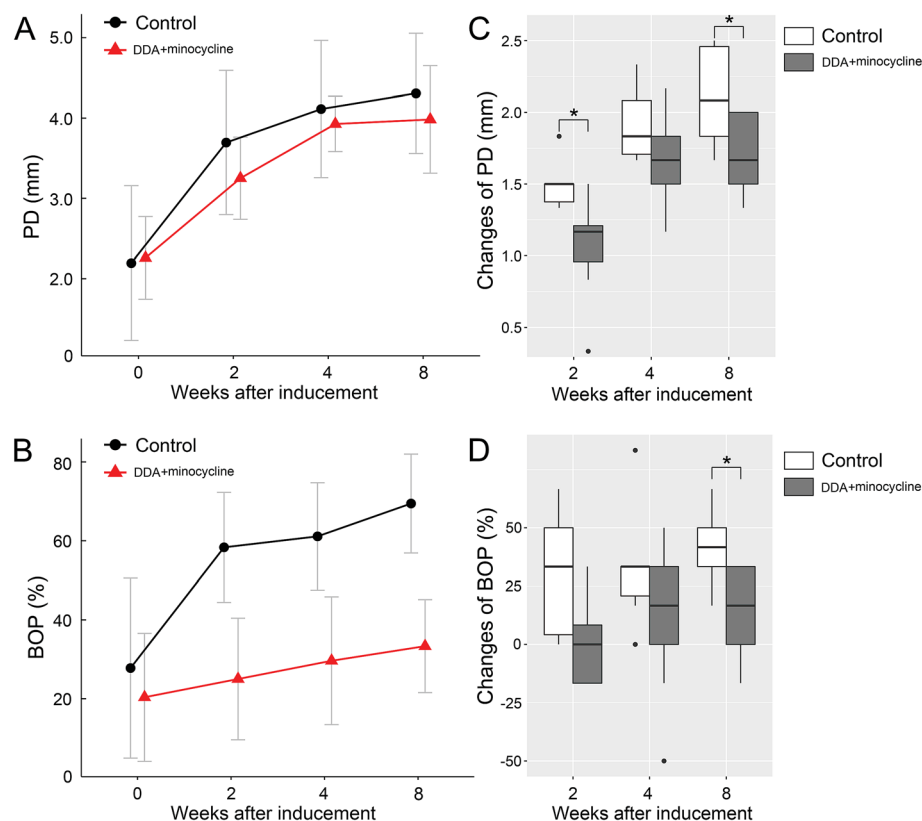 A
Control
DDA+minocycline
5.0
4.0
3.0
2.0
0
PD (mm)
0
2
4
8
Weeks after inducement
C
Control
DDA+minocycline
*
*
2.5
2.0
1.5
1.0
0.5
Changes of PD (mm)
2
4
8
Weeks after inducement
B
Control
DDA+minocycline
80
60
40
20
0
BOP (%)
0
2
4
8
Weeks after inducement
D
Control
DDA+minocycline
*
50
25
0
-25
-50
Changes of BOP (%)
2
4
8
Weeks after inducement